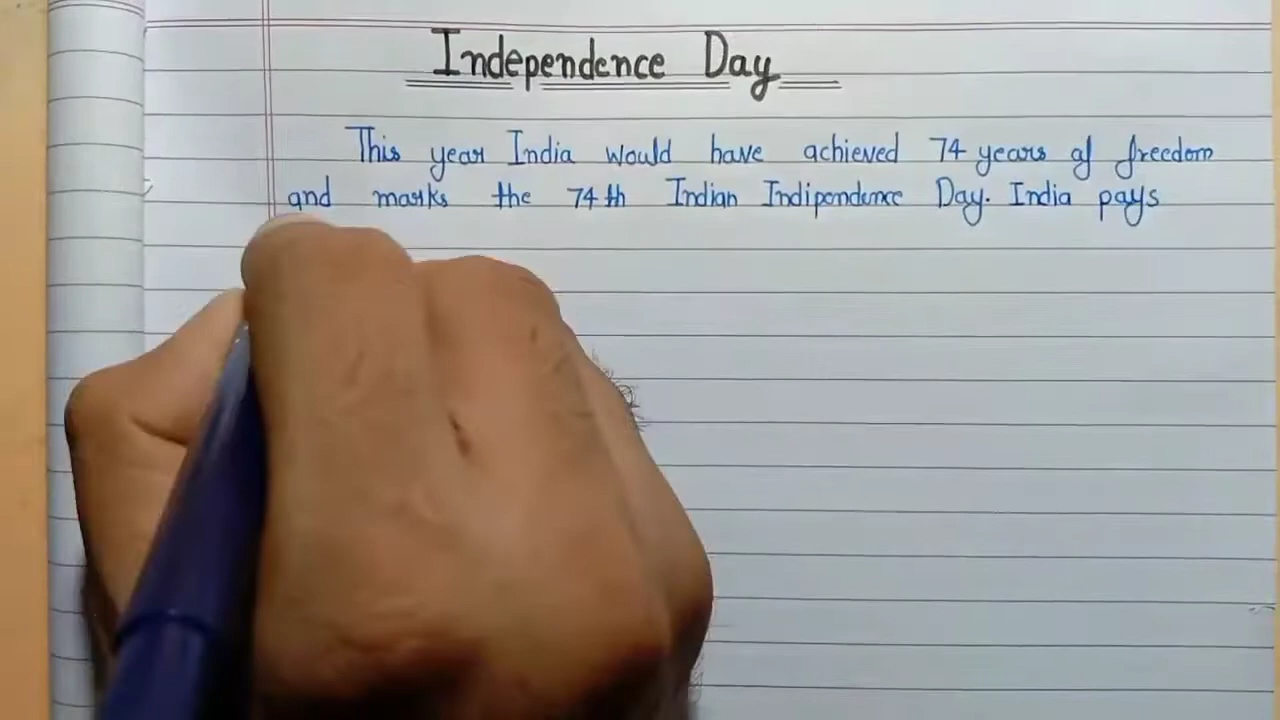 Independence Day
This year India would have achieved 74 years of freedom
and marks the 74th Indian Indipendence Day. India pays